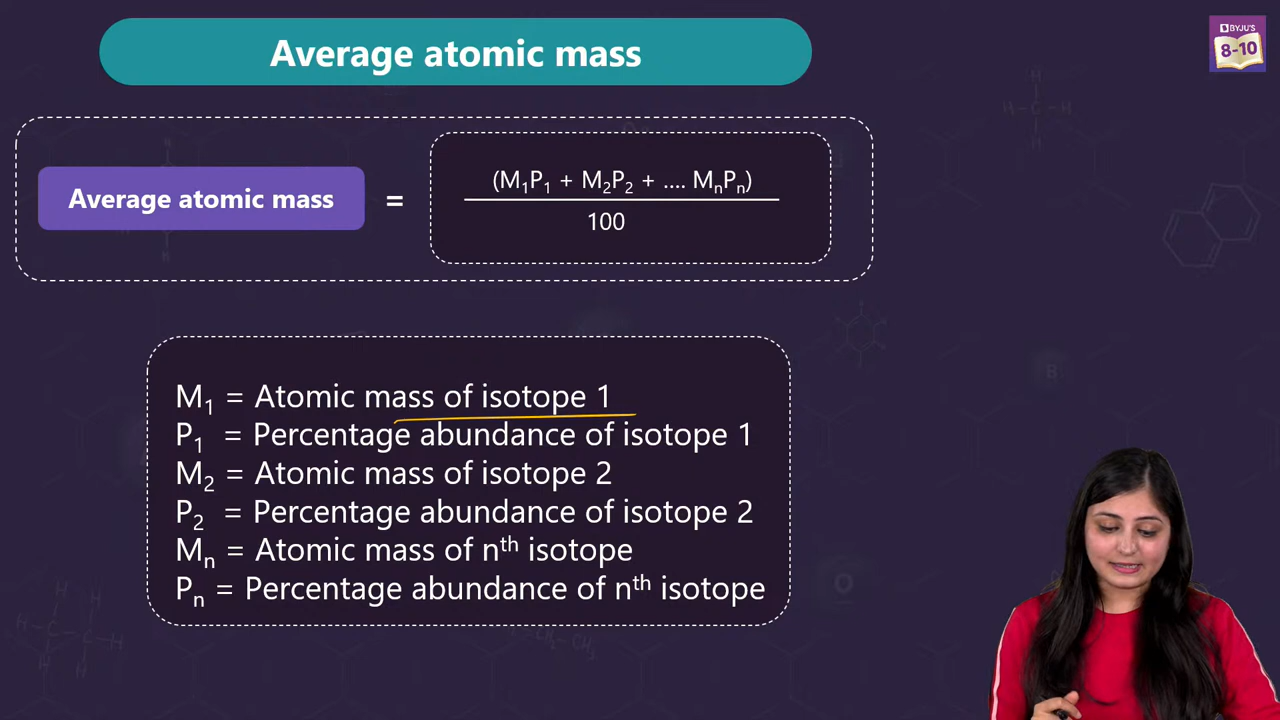 Average atomic mass
BYJU'S
8-10
Average atomic mass = (M₁P₁ + M₂P₂ + .... MₙPₙ)
100
M₁ = Atomic mass of isotope 1
P₁ = Percentage abundance of isotope 1
M₂ = Atomic mass of isotope 2
P₂ = Percentage abundance of isotope 2
Mₙ = Atomic mass of nᵗʰ isotope
Pₙ = Percentage abundance of nᵗʰ isotope